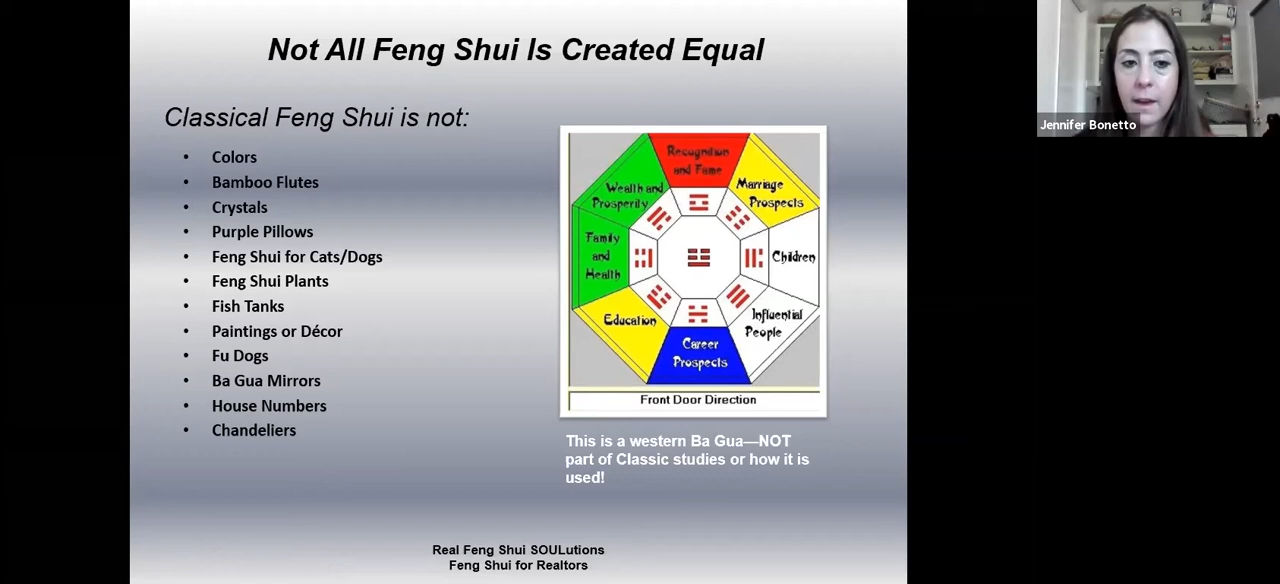 Not All Feng Shui Is Created Equal
Classical Feng Shui is not:
• Colors
• Bamboo Flutes
• Crystals
• Purple Pillows
• Feng Shui for Cats/Dogs
• Feng Shui Plants
• Fish Tanks
• Paintings or Décor
• Fu Dogs
• Ba Gua Mirrors
• House Numbers
• Chandeliers
Recognition
and Fame
Wealth and
Prosperity
Marriage
Prospects
Family
and
Health
Children
Education
Influential
People
Career
Prospects
Front Door Direction
This is a western Ba Gua—NOT
part of Classic studies or how it is
used!
Real Feng Shui SOULutions
Feng Shui for Realtors
Jennifer Bonetto